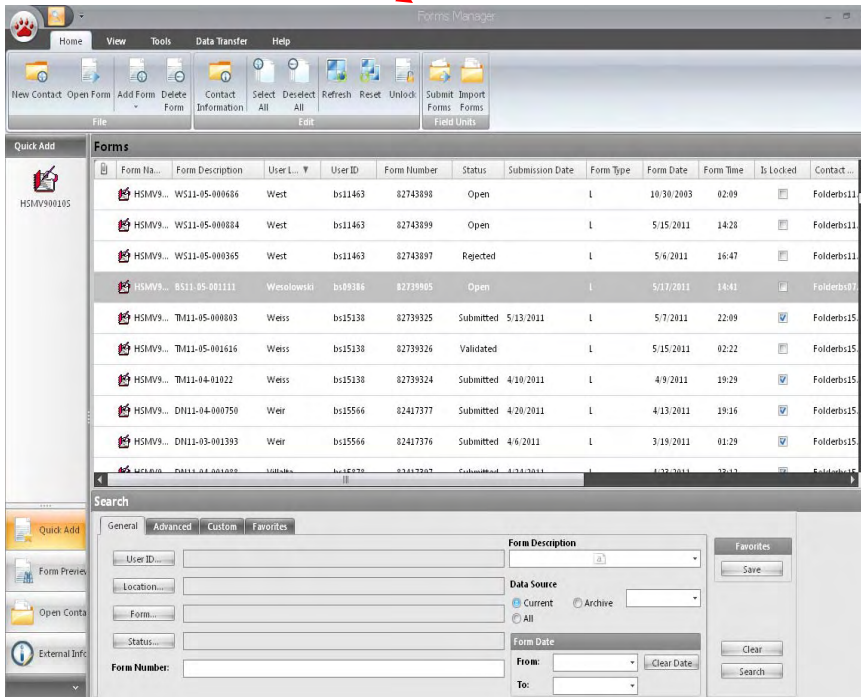 Forms Manager
Home View Tools Data Transfer Help
New Contact Open Form Add Form Delete Form Contact Information Select All Deselect All Refresh Reset Unlock Submit Forms Import Forms
File Edit Field Units
Quick Add
HSMV90010S
Forms
Form Na... Form Description User L... User ID Form Number Status Submission Date Form Type Form Date Form Time Is Locked Contact ...
HSMV9... WS11-05-000686 West bs11463 82743898 Open L 10/30/2003 02:09 Folderbs11.
HSMV9... WS11-05-000884 West bs11463 82743899 Open L 5/15/2011 14:28 Folderbs11.
HSMV9... WS11-05-000365 West bs11463 82743897 Rejected L 5/6/2011 16:47 Folderbs11.
HSMV9... BS11-05-001111 Wesolowski bs09386 82739905 Open L 5/17/2011 14:41 Folderbs07.
HSMV9... TM11-05-000803 Weiss bs15138 82739325 Submitted 5/13/2011 L 5/7/2011 22:09 Folderbs15.
HSMV9... TM11-05-001616 Weiss bs15138 82739326 Validated L 5/15/2011 02:22 Folderbs15.
HSMV9... TM11-04-01022 Weiss bs15138 82739324 Submitted 4/10/2011 L 4/9/2011 19:29 Folderbs15.
HSMV9... DN11-04-000750 Weir bs15566 82417377 Submitted 4/20/2011 L 4/13/2011 19:16 Folderbs15.
HSMV9... DN11-03-001393 Weir bs15566 82417376 Submitted 4/6/2011 L 3/19/2011 01:29 Folderbs15.
Search
Quick Add
Form Preview
Open Conta
External Info
General Advanced Custom Favorites
User ID...
Location...
Form...
Status...
Form Number:
Form Description
a
Data Source
Current Archive
All
Form Date
From: Clear Date
To:
Favorites
Save
Clear
Search